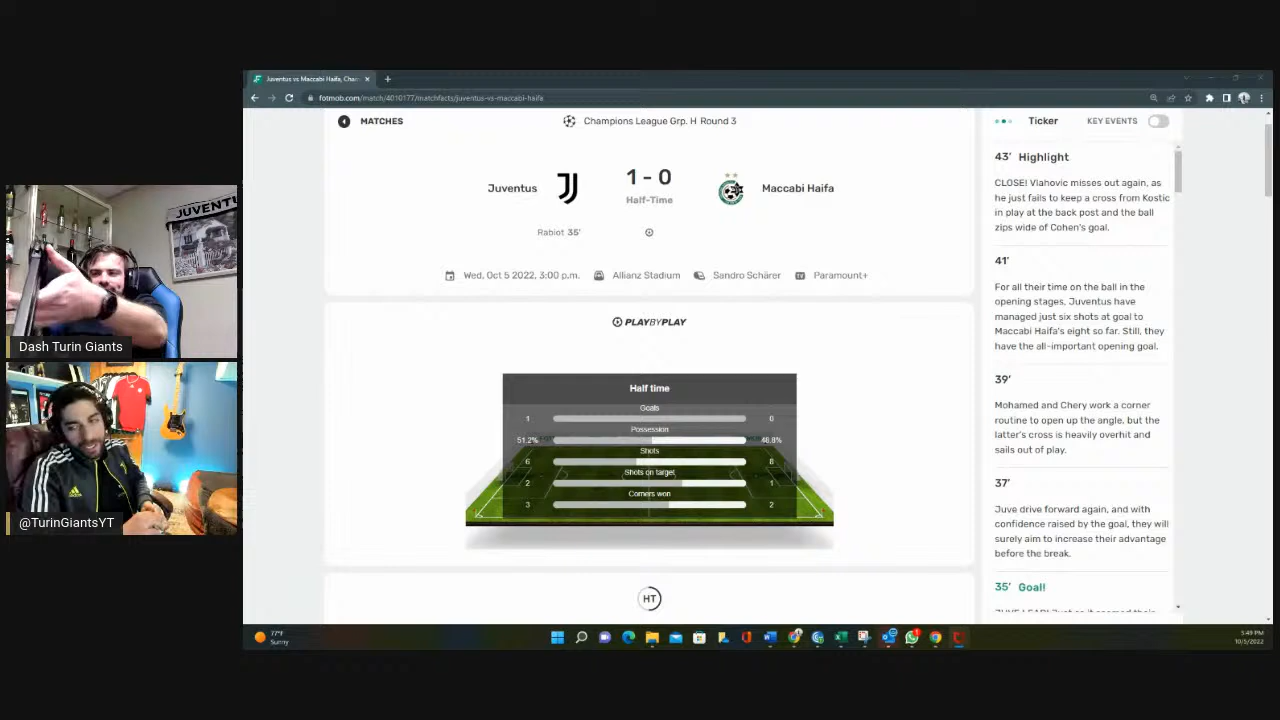 Juventus vs Maccabi Haifa, Cha
fotmob.com/match/4010177/matchfacts/juventus-vs-maccabi-haifa
MATCHES
Champions League Grp. H Round 3
Juventus
1 - 0
Maccabi Haifa
Half-Time
Rabiot 35'
Wed, Oct 5 2022, 3:00 p.m.
Allianz Stadium
Sandro Schärer
Paramount+
PLAYBYPLAY
Half time
Goals
1
0
Possession
51.2%
48.8%
Shots
6
8
Shots on target
2
1
Corners won
3
2
HT
Ticker
KEY EVENTS
43' Highlight
CLOSE! Vlahovic misses out again, as
he just fails to keep a cross from Kostic
in play at the back post and the ball
zips wide of Cohen's goal.
41'
For all their time on the ball in the
opening stages, Juventus have
managed just six shots at goal to
Maccabi Haifa's eight so far. Still, they
have the all-important opening goal.
39'
Mohamed and Chery work a corner
routine to open up the angle, but the
latter's cross is heavily overhit and
sails out of play.
37'
Juve drive forward again, and with
confidence raised by the goal, they will
surely aim to increase their advantage
before the break.
35' Goal!
JUVENTUS
Dash Turin Giants
@TurinGiantsYT
77°F
Sunny
3:49 PM
10/5/2022